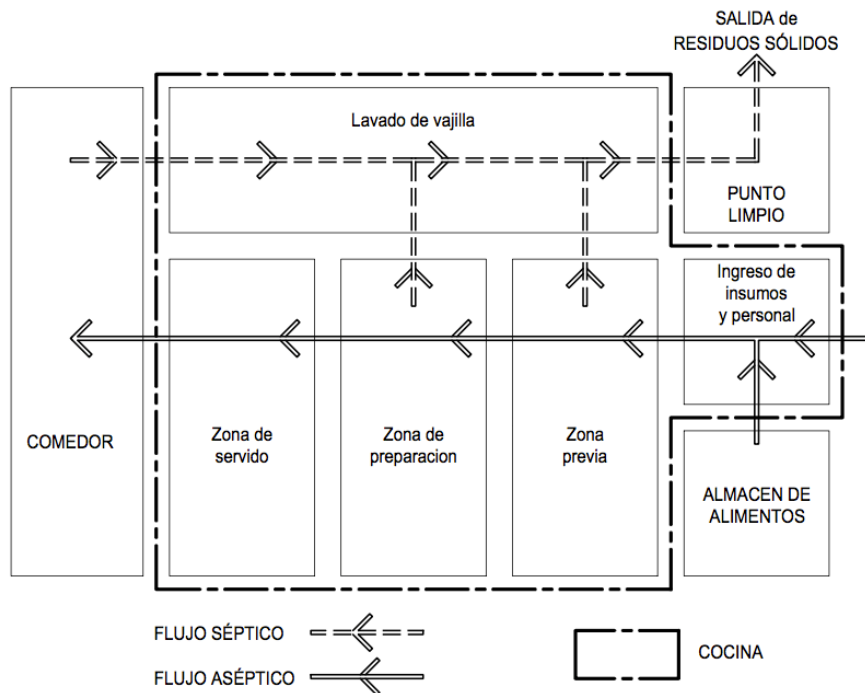 SALIDA de
RESIDUOS SÓLIDOS
Lavado de vajilla
PUNTO
LIMPIO
Ingreso de
insumos
y personal
COMEDOR
Zona de
servido
Zona de
preparacion
Zona
previa
ALMACEN DE
ALIMENTOS
FLUJO SÉPTICO
FLUJO ASÉPTICO
COCINA